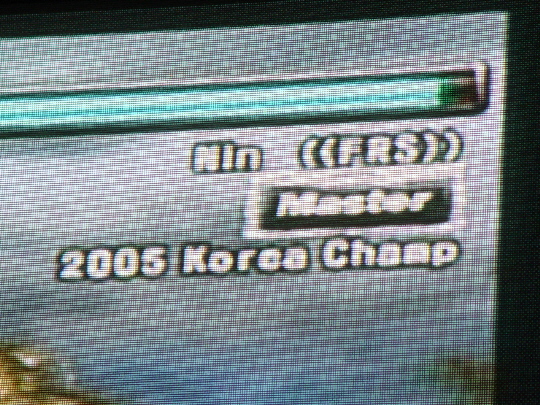 Nin ((FRS))
Master
2005 Korea Champ